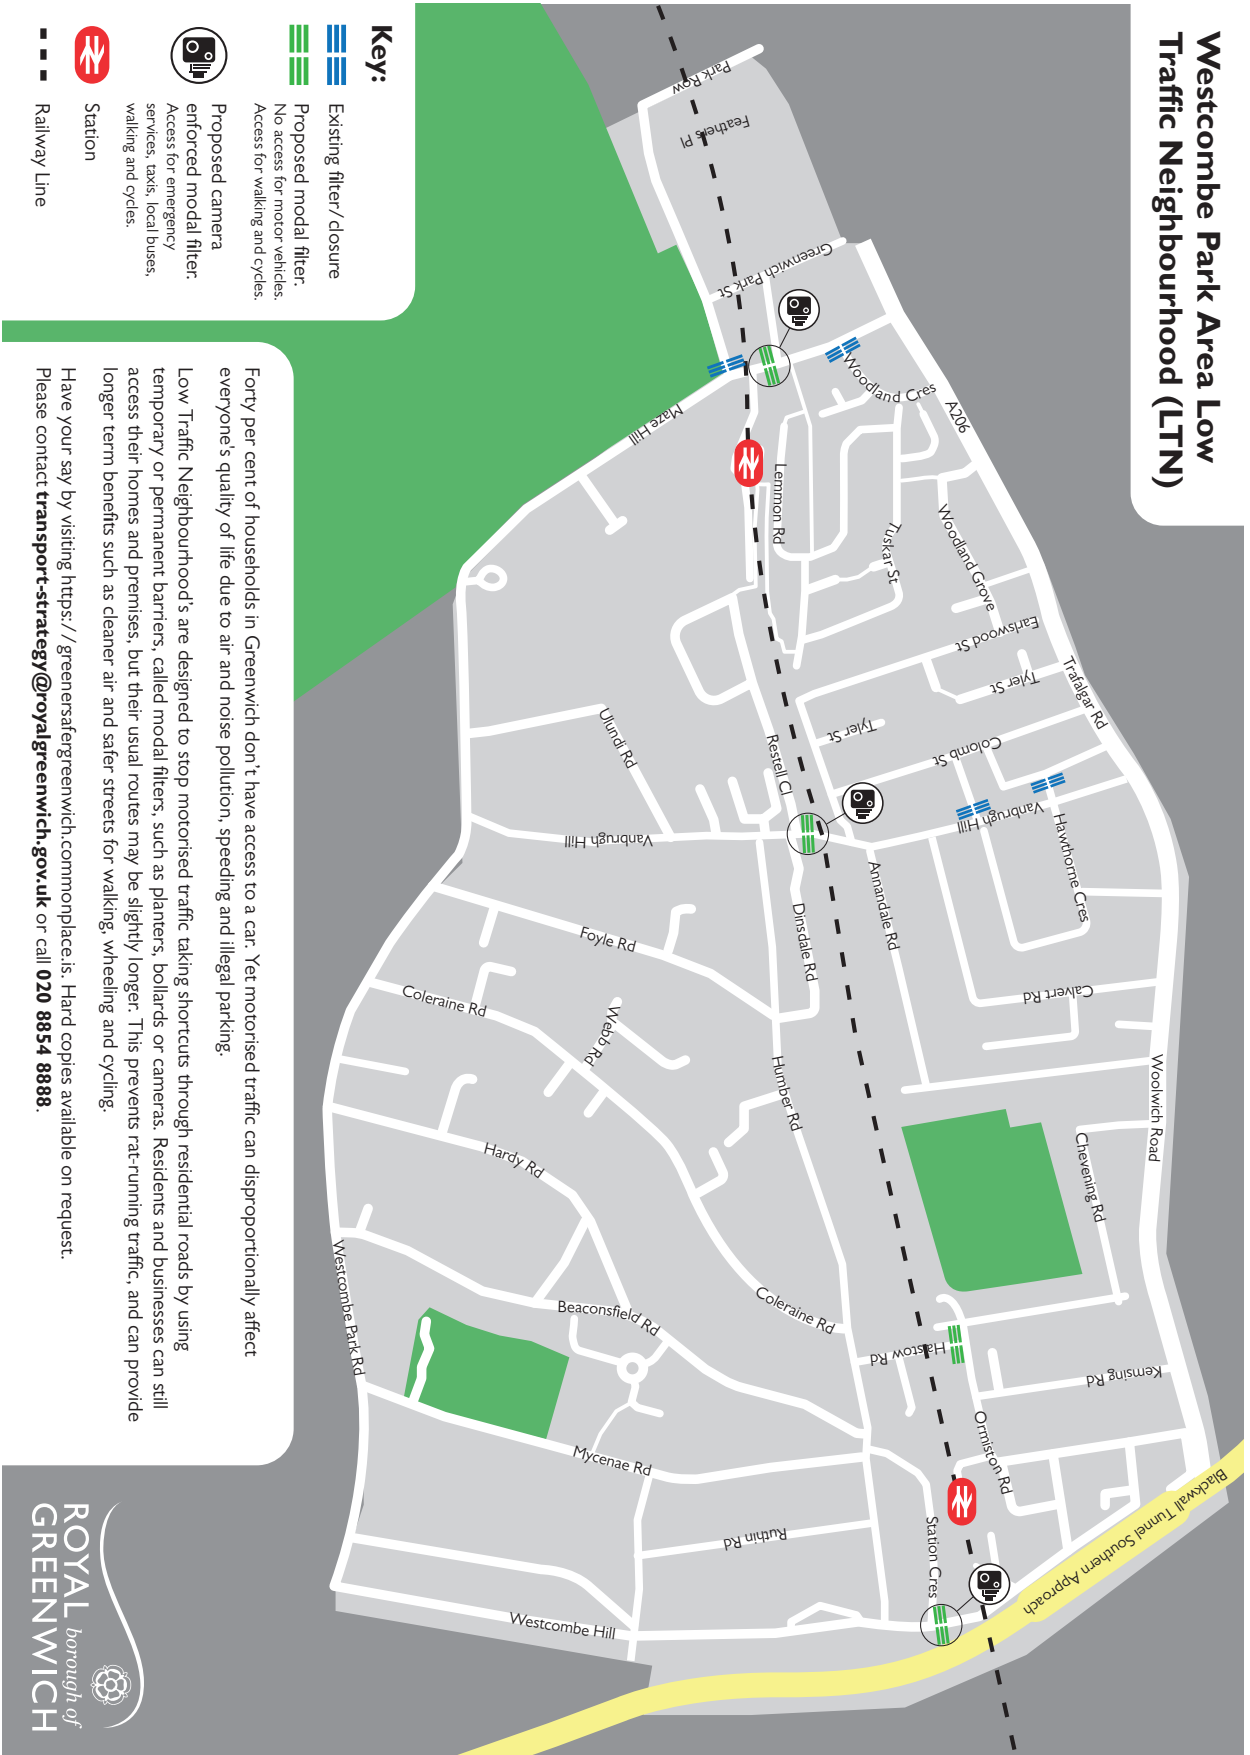 Westcombe Park Area Low
Traffic Neighbourhood (LTN)
Key:
Existing filter/closure
Proposed modal filter.
No access for motor vehicles.
Access for walking and cycles.
Proposed camera
enforced modal filter.
Access for emergency
services, taxis, local buses,
walking and cycles.
Station
Railway Line
Park Row
Feathers Pl
Greenwich Park St
Maze Hill
Woodland Cres
A206
Lemmon Rd
Tuskar St
Woodland Grove
Earlswood St
Tyler St
Trafalgar Rd
Tyler St
Colomb St
Restell Cl
Ulundi Rd
Vanbrugh Hill
Vanbrugh Hill
Hawthorne Cres
Annandale Rd
Dinsdale Rd
Foyle Rd
Calvert Rd
Coleraine Rd
Webb Rd
Humber Rd
Woolwich Road
Chevening Rd
Hardy Rd
Westcombe Park Rd
Beaconsfield Rd
Coleraine Rd
Halstow Rd
Kemsing Rd
Ormiston Rd
Mycenae Rd
Ruthin Rd
Station Cres
Westcombe Hill
Blackwall Tunnel Southern Approach
Forty per cent of households in Greenwich don't have access to a car. Yet motorised traffic can disproportionally affect
everyone's quality of life due to air and noise pollution, speeding and illegal parking.
Low Traffic Neighbourhood's are designed to stop motorised traffic taking shortcuts through residential roads by using
temporary or permanent barriers, called modal filters, such as planters, bollards or cameras. Residents and businesses can still
access their homes and premises, but their usual routes may be slightly longer. This prevents rat-running traffic, and can provide
longer term benefits such as cleaner air and safer streets for walking, wheeling and cycling.
Have your say by visiting https://greenersafergreenwich.commonplace.is. Hard copies available on request.
Please contact transport-strategy@royalgreenwich.gov.uk or call 020 8854 8888.
ROYAL borough of
GREENWICH